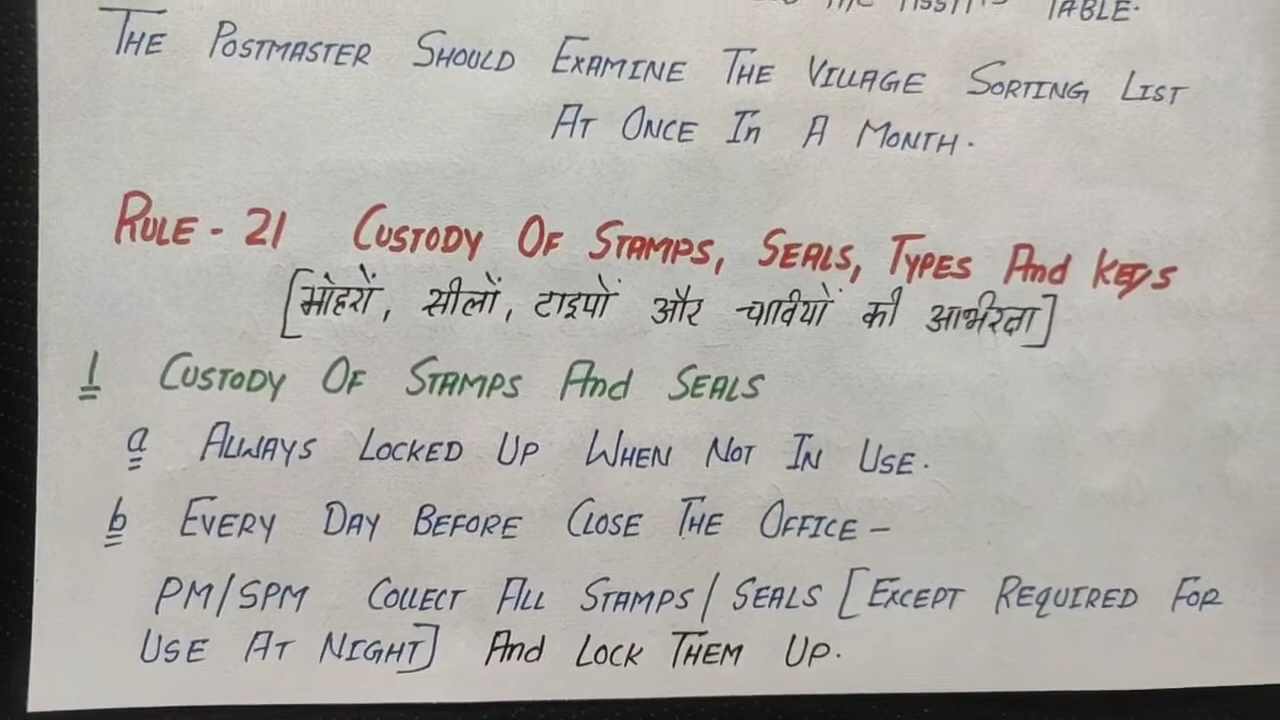 TABLE.
THE POSTMASTER SHOULD EXAMINE THE VILLAGE SORTING LIST
AT ONCE IN A MONTH.
RULE - 21 CUSTODY OF STAMPS, SEALS, TYPES AND KEYS
[मोहरों, सीलों, टाइपों और चाबियों की अभिरक्षा]
1 CUSTODY OF STAMPS AND SEALS
a ALWAYS LOCKED UP WHEN NOT IN USE.
b EVERY DAY BEFORE CLOSE THE OFFICE -
PM/SPM COLLECT ALL STAMPS/SEALS [EXCEPT REQUIRED FOR
USE AT NIGHT] AND LOCK THEM UP.